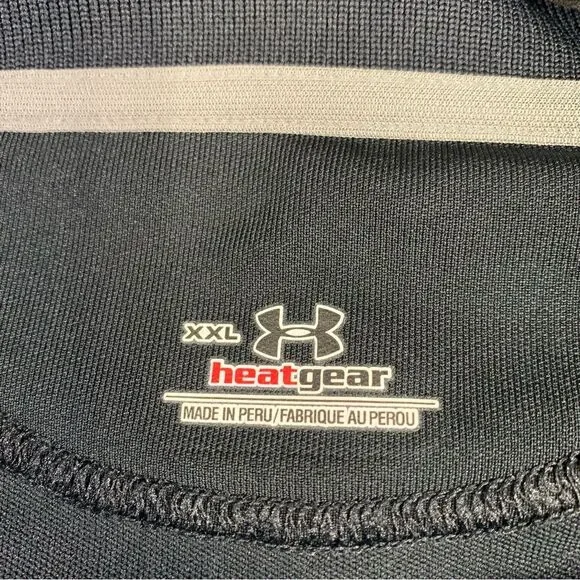 XXL
heatgear
MADE IN PERU/FABRIQUE AU PEROU